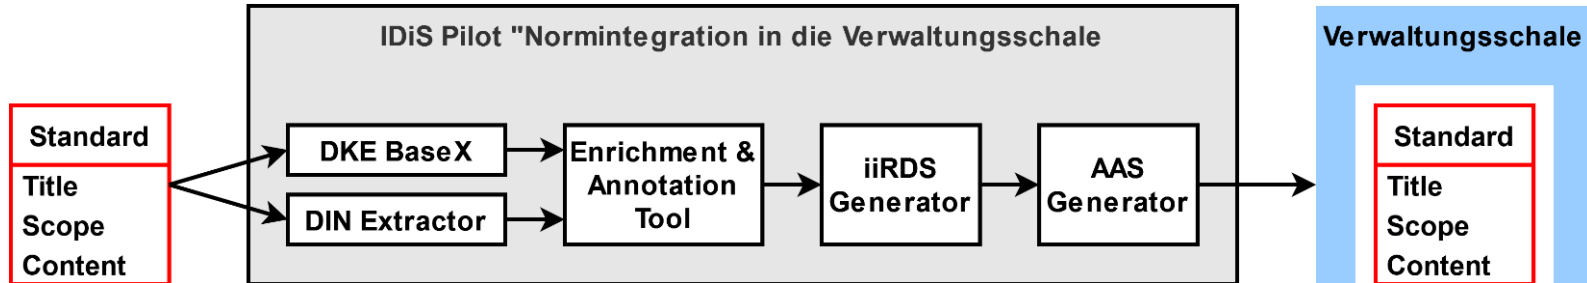 IDiS Pilot "Normintegration in die Verwaltungsschale
Verwaltungsschale
Standard
Title
Scope
Content
DKE BaseX
DIN Extractor
Enrichment &
Annotation
Tool
iiRDS
Generator
AAS
Generator
Standard
Title
Scope
Content